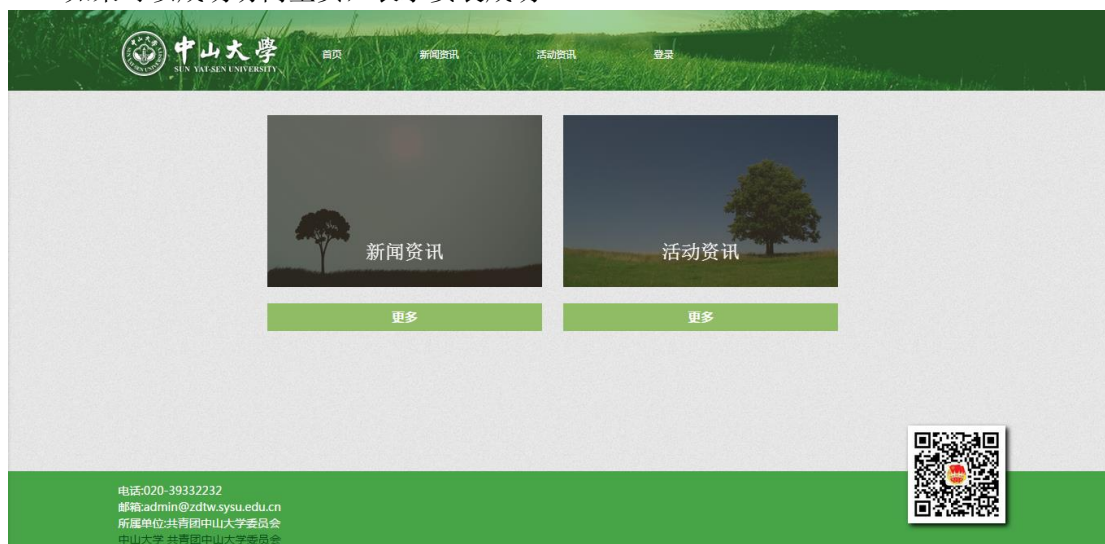 中山大學
SUN YAT-SEN UNIVERSITY
首页 新闻资讯 活动资讯 登录
新闻资讯 活动资讯
更多 更多
电话:020-39332232
邮箱:admin@zdtw.sysu.edu.cn
所属单位:共青团中山大学委员会
中山大学 共青团中山大学委员会